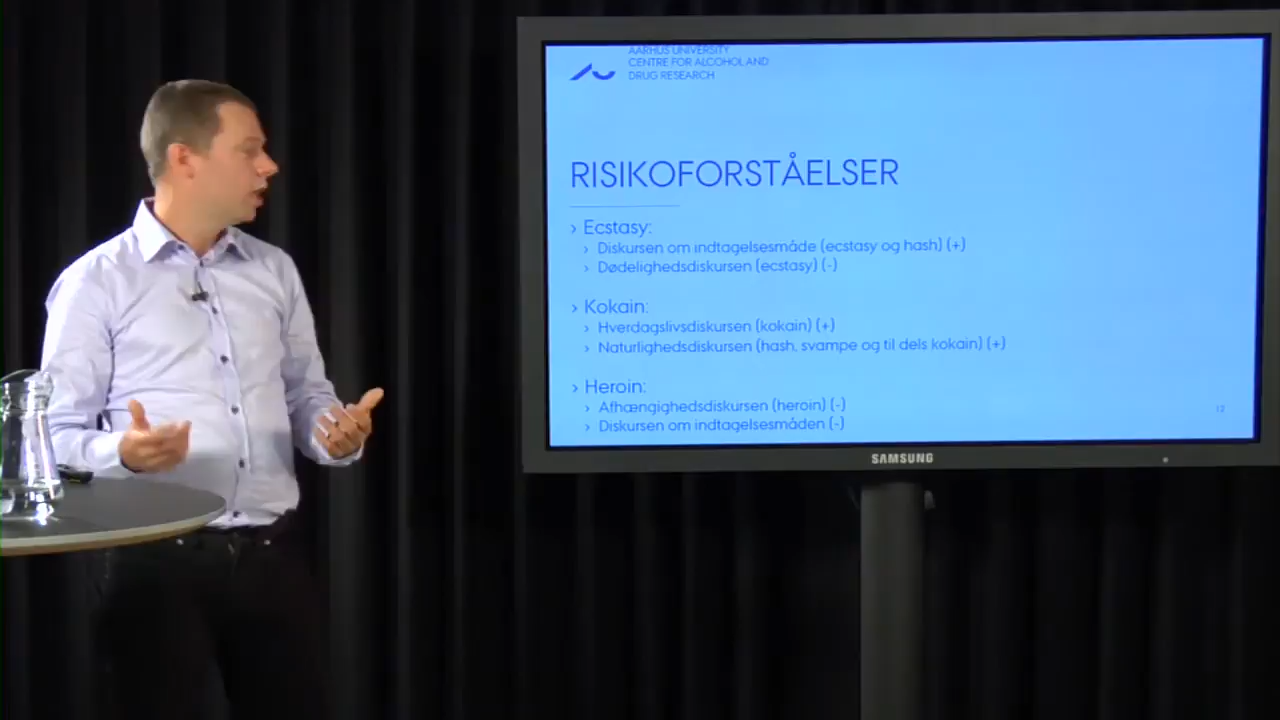 AARHUS UNIVERSITY
CENTRE FOR ALCOHOL AND
DRUG RESEARCH
RISIKOFORSTÅELSER
› Ecstasy:
› Diskursen om indtagelsesmåde (ecstasy og hash) (+)
› Dødelighedsdiskursen (ecstasy) (-)
› Kokain:
› Hverdagslivsdiskursen (kokain) (+)
› Naturlighedsdiskursen (hash, svampe og til dels kokain) (+)
› Heroin:
› Afhængighedsdiskursen (heroin) (-)
› Diskursen om indtagelsesmåden (-)
SAMSUNG